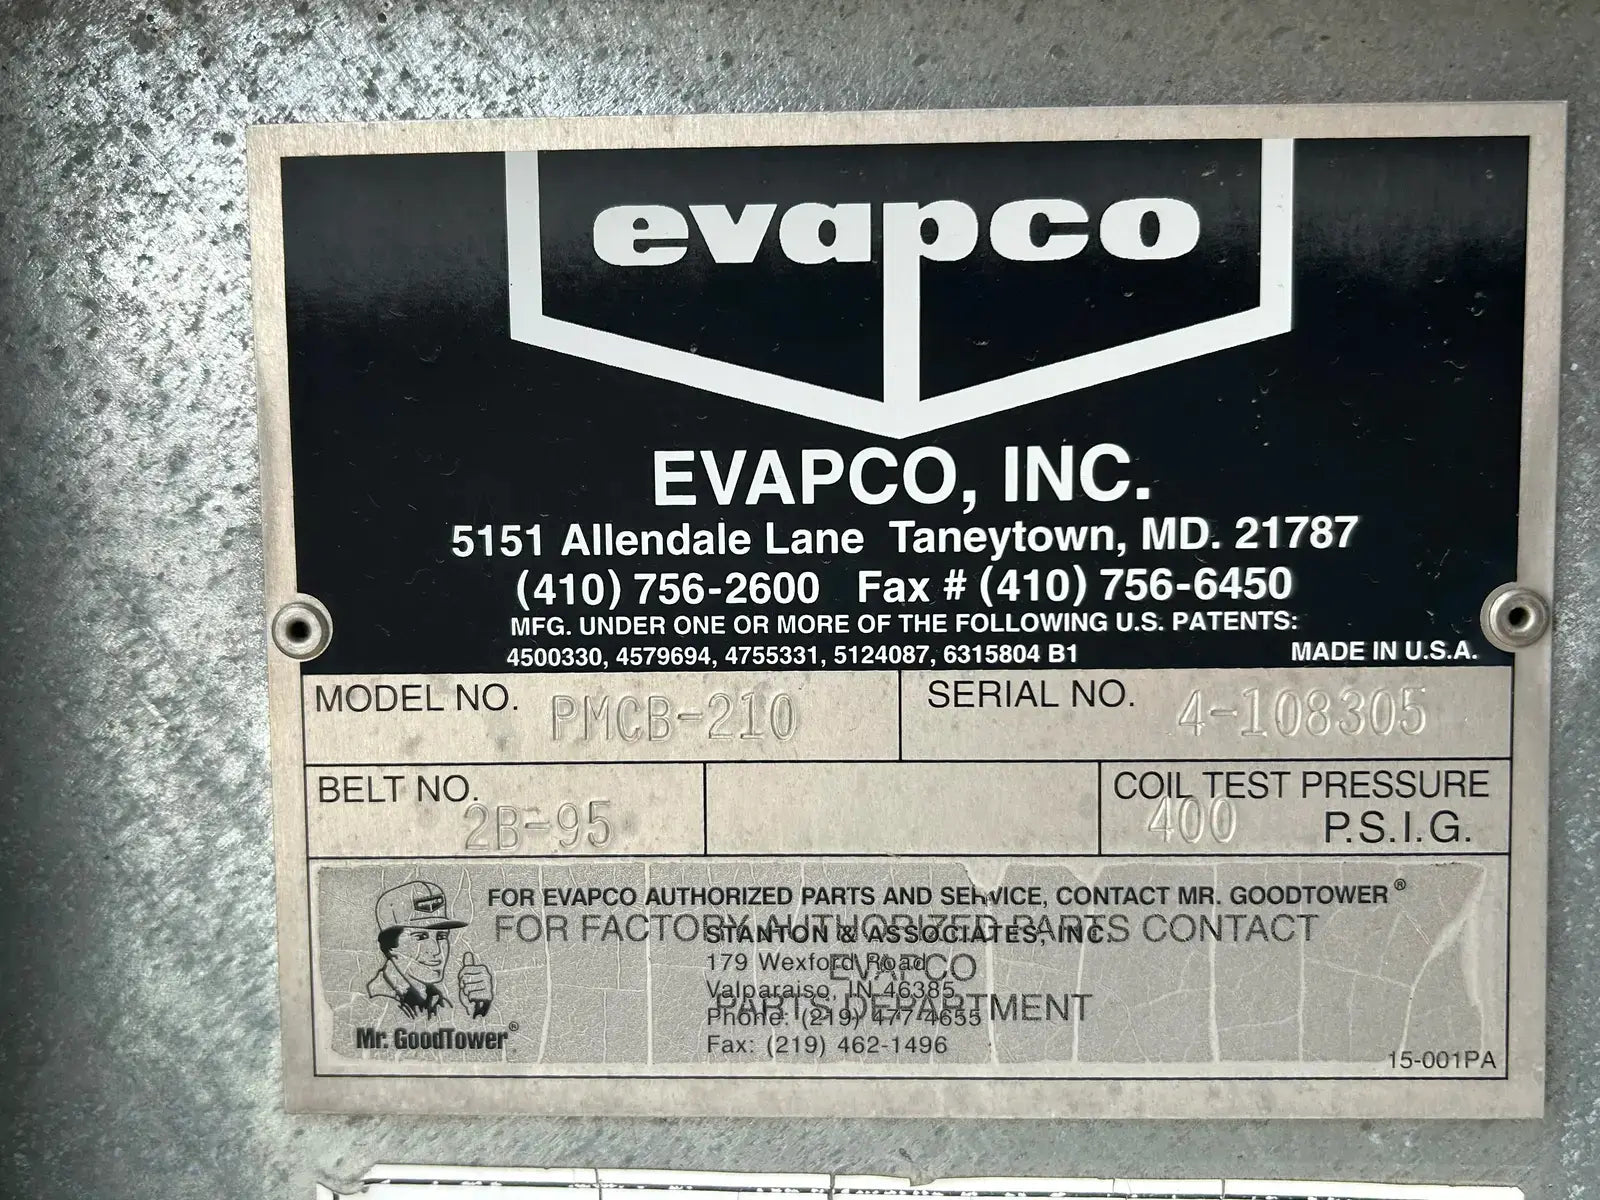 evapco
EVAPCO, INC.
5151 Allendale Lane Taneytown, MD. 21787
(410) 756-2600 Fax # (410) 756-6450
MFG. UNDER ONE OR MORE OF THE FOLLOWING U.S. PATENTS:
4500330, 4579694, 4755331, 5124087, 6315804 B1 MADE IN U.S.A.
MODEL NO. PMCB-210 SERIAL NO. 4-108305
BELT NO. 2B-95 COIL TEST PRESSURE
400 P.S.I.G.
FOR EVAPCO AUTHORIZED PARTS AND SERVICE, CONTACT MR. GOODTOWER®
FOR FACTORY AUTHORIZED PARTS CONTACT
STANTON & ASSOCIATES, INC.
179 Wexford Road
EVAPCO
Valparaiso, IN 46385
PARTS DEPARTMENT
Phone: (219) 477-4655
Fax: (219) 462-1496
Mr. GoodTower®
15-001PA